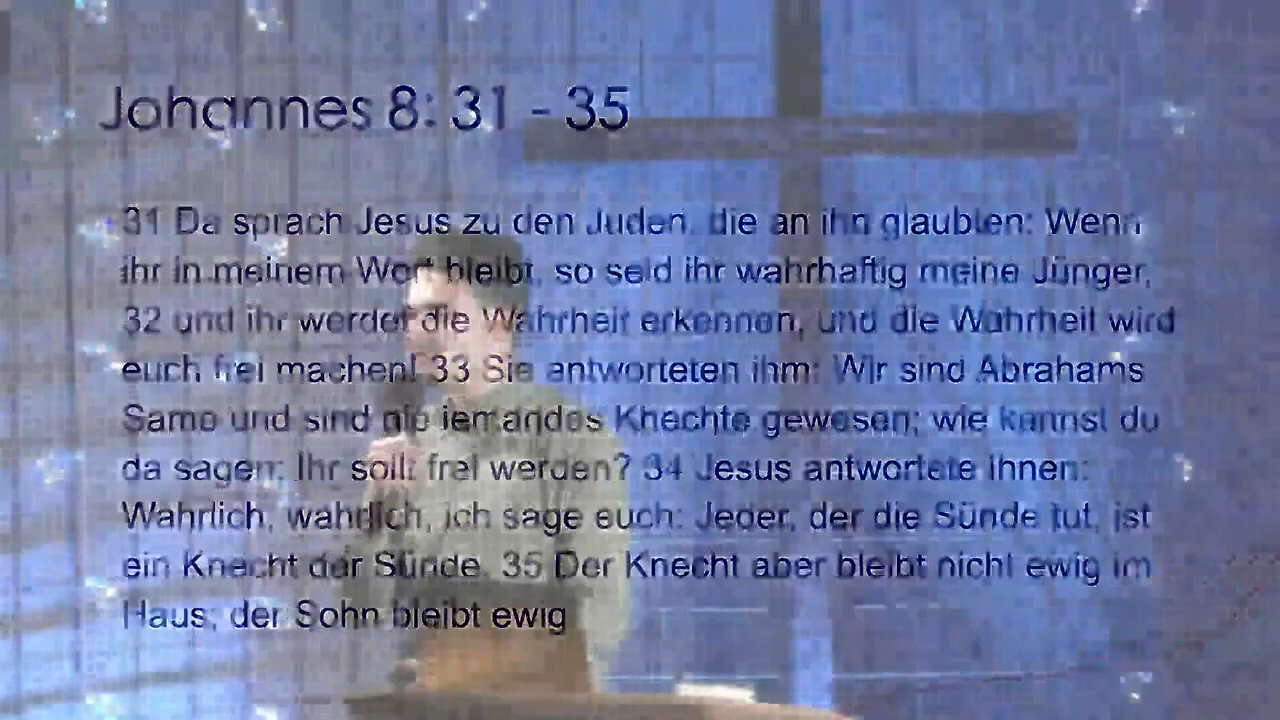 Johannes 8: 31 - 35
31 Da sprach Jesus zu den Juden, die an ihn glaubten: Wenn
ihr in meinem Wort bleibt, so seid ihr wahrhaftig meine Jünger,
32 und ihr werdet die Wahrheit erkennen, und die Wahrheit wird
euch frei machen! 33 Sie antworteten ihm: Wir sind Abrahams
Same und sind nie jemandes Knechte gewesen; wie kannst du
da sagen: Ihr sollt frei werden? 34 Jesus antwortete ihnen:
Wahrlich, wahrlich, ich sage euch: Jeder, der die Sünde tut, ist
ein Knecht der Sünde. 35 Der Knecht aber bleibt nicht ewig im
Haus; der Sohn bleibt ewig